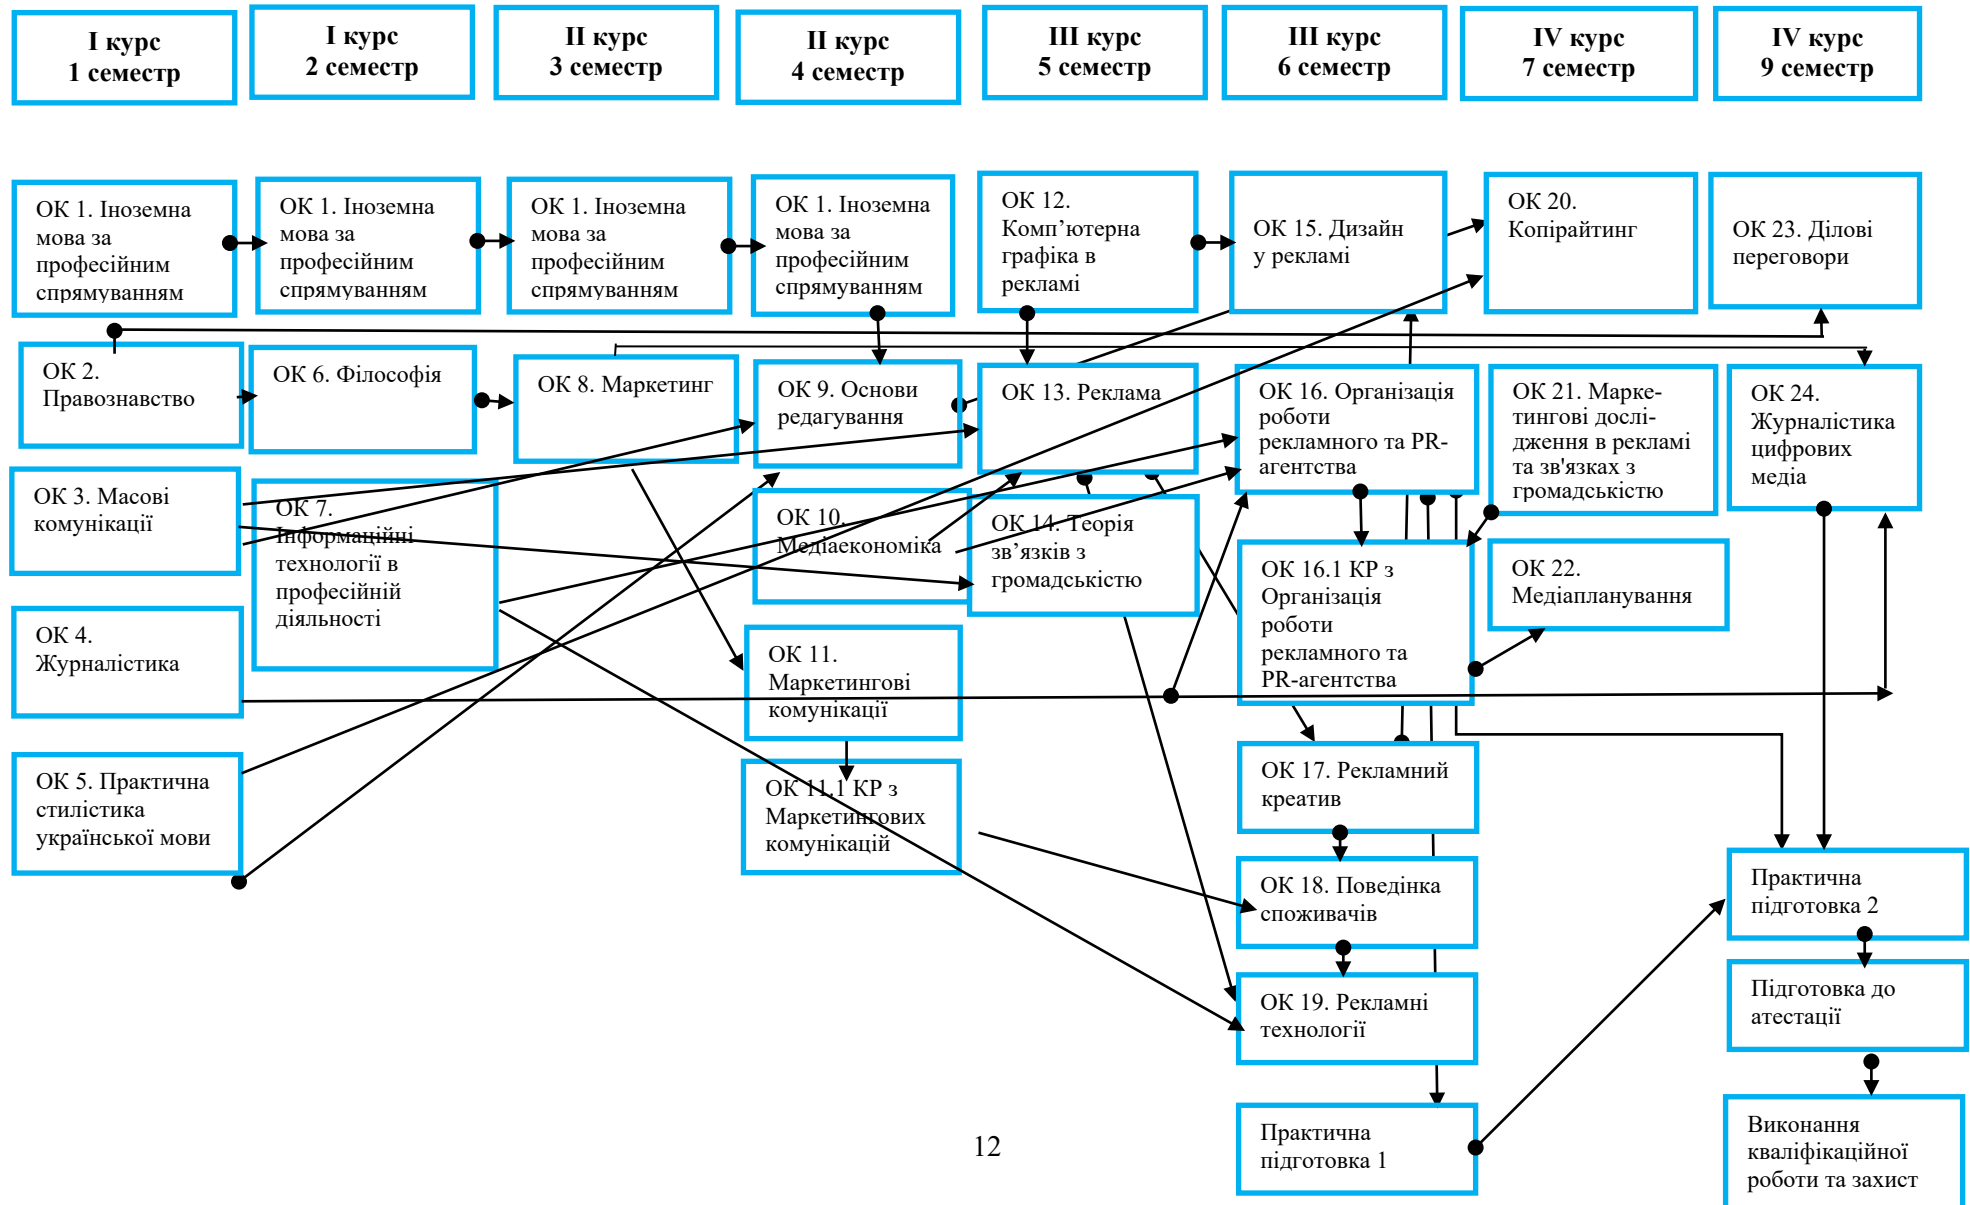 І курс
1 семестр
І курс
2 семестр
ІІ курс
3 семестр
ІІ курс
4 семестр
ІІІ курс
5 семестр
ІІІ курс
6 семестр
IV курс
7 семестр
IV курс
9 семестр
ОК 1. Іноземна
мова за
професійним
спрямуванням
ОК 1. Іноземна
мова за
професійним
спрямуванням
ОК 1. Іноземна
мова за
професійним
спрямуванням
ОК 1. Іноземна
мова за
професійним
спрямуванням
ОК 12.
Комп’ютерна
графіка в
рекламі
ОК 15. Дизайн
у рекламі
ОК 20.
Копірайтинг
ОК 23. Ділові
переговори
ОК 2.
Правознавство
ОК 6. Філософія
ОК 8. Маркетинг
ОК 9. Основи
редагування
ОК 13. Реклама
ОК 16. Організація
роботи
рекламного та PR-
агентства
ОК 21. Марке-
тингові дослі-
дження в рекламі
та зв'язках з
громадськістю
ОК 24.
Журналістика
цифрових
медіа
ОК 3. Масові
комунікації
ОК 7.
Інформаційні
технології в
професійній
діяльності
ОК 10.
Медіаекономіка
ОК 14. Теорія
зв’язків з
громадськістю
ОК 16.1 КР з
Організація
роботи
рекламного та
PR-агентства
ОК 22.
Медіапланування
ОК 4.
Журналістика
ОК 11.
Маркетингові
комунікації
ОК 5. Практична
стилістика
української мови
ОК 11.1 КР з
Маркетингових
комунікацій
ОК 17. Рекламний
креатив
ОК 18. Поведінка
споживачів
Практична
підготовка 2
ОК 19. Рекламні
технології
Підготовка до
атестації
Практична
підготовка 1
Виконання
кваліфікаційної
роботи та захист
12